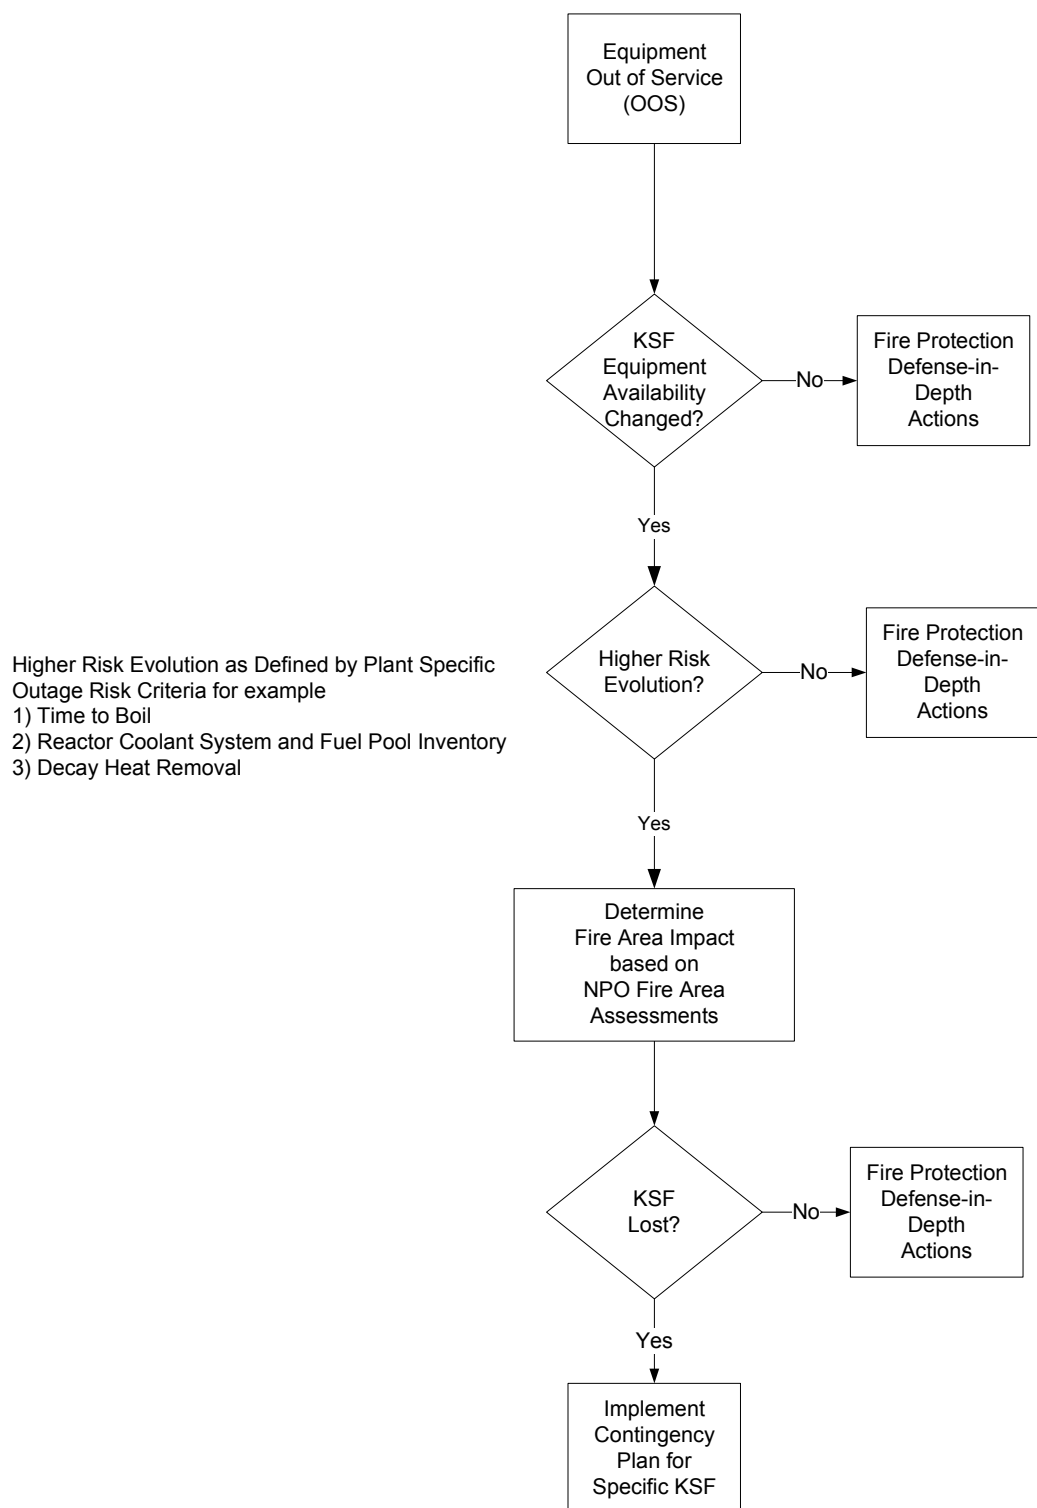 Equipment
Out of Service
(OOS)
KSF
Equipment
Availability
Changed?
No
Fire Protection
Defense-in-
Depth
Actions
Yes
Higher Risk Evolution as Defined by Plant Specific
Outage Risk Criteria for example
1) Time to Boil
2) Reactor Coolant System and Fuel Pool Inventory
3) Decay Heat Removal
Higher Risk
Evolution?
No
Fire Protection
Defense-in-
Depth
Actions
Yes
Determine
Fire Area Impact
based on
NPO Fire Area
Assessments
KSF
Lost?
No
Fire Protection
Defense-in-
Depth
Actions
Yes
Implement
Contingency
Plan for
Specific KSF